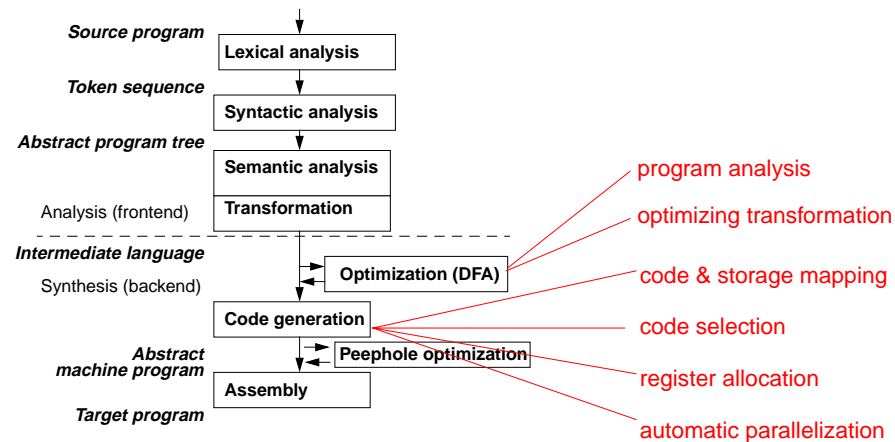 Source program
Lexical analysis
Token sequence
Syntactic analysis
Abstract program tree
Semantic analysis
program analysis
Analysis (frontend)
Transformation
optimizing transformation
Intermediate language
Synthesis (backend)
Optimization (DFA)
code & storage mapping
Code generation
code selection
Abstract
machine program
Peephole optimization
register allocation
Assembly
Target program
automatic parallelization